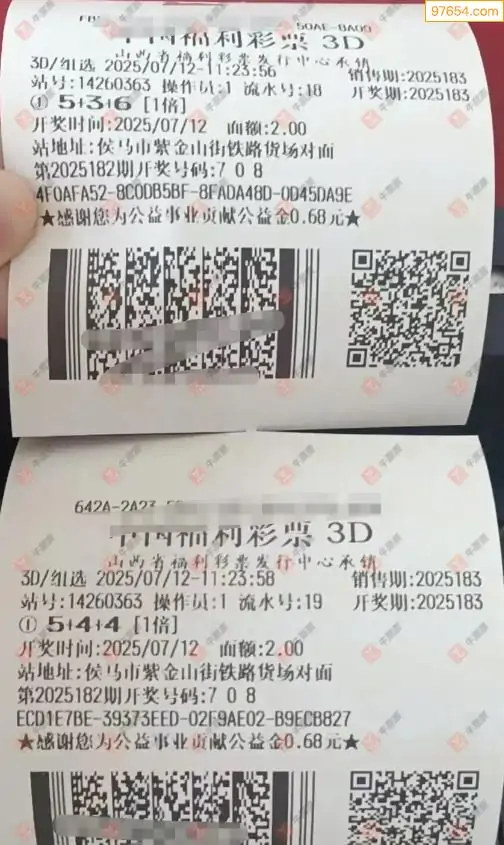 97654.com
50AE-8A09
中国福利彩票 3D
山西省福利彩票发行中心承销
3D/组选 2025/07/12-11:23:56 销售期:2025183
站号:14260363 操作员:1 流水号:18 开奖期:2025183
① 5+3+6 [1倍]
开奖时间:2025/07/12 面额:2.00
站地址:侯马市紫金山街铁路货场对面
第2025182期开奖号码:7 0 8
4F0AFA52-8C0DB5BF-8FADA48D-0D45DA9E
★感谢您为公益事业贡献公益金0.68元★
642A-2A23
中国福利彩票 3D
山西省福利彩票发行中心承销
3D/组选 2025/07/12-11:23:58 销售期:2025183
站号:14260363 操作员:1 流水号:19 开奖期:2025183
① 5+4+4 [1倍]
开奖时间:2025/07/12 面额:2.00
站地址:侯马市紫金山街铁路货场对面
第2025182期开奖号码:7 0 8
ECD1E7BE-39373EED-02F9AE02-B9ECB827
★感谢您为公益事业贡献公益金0.68元★